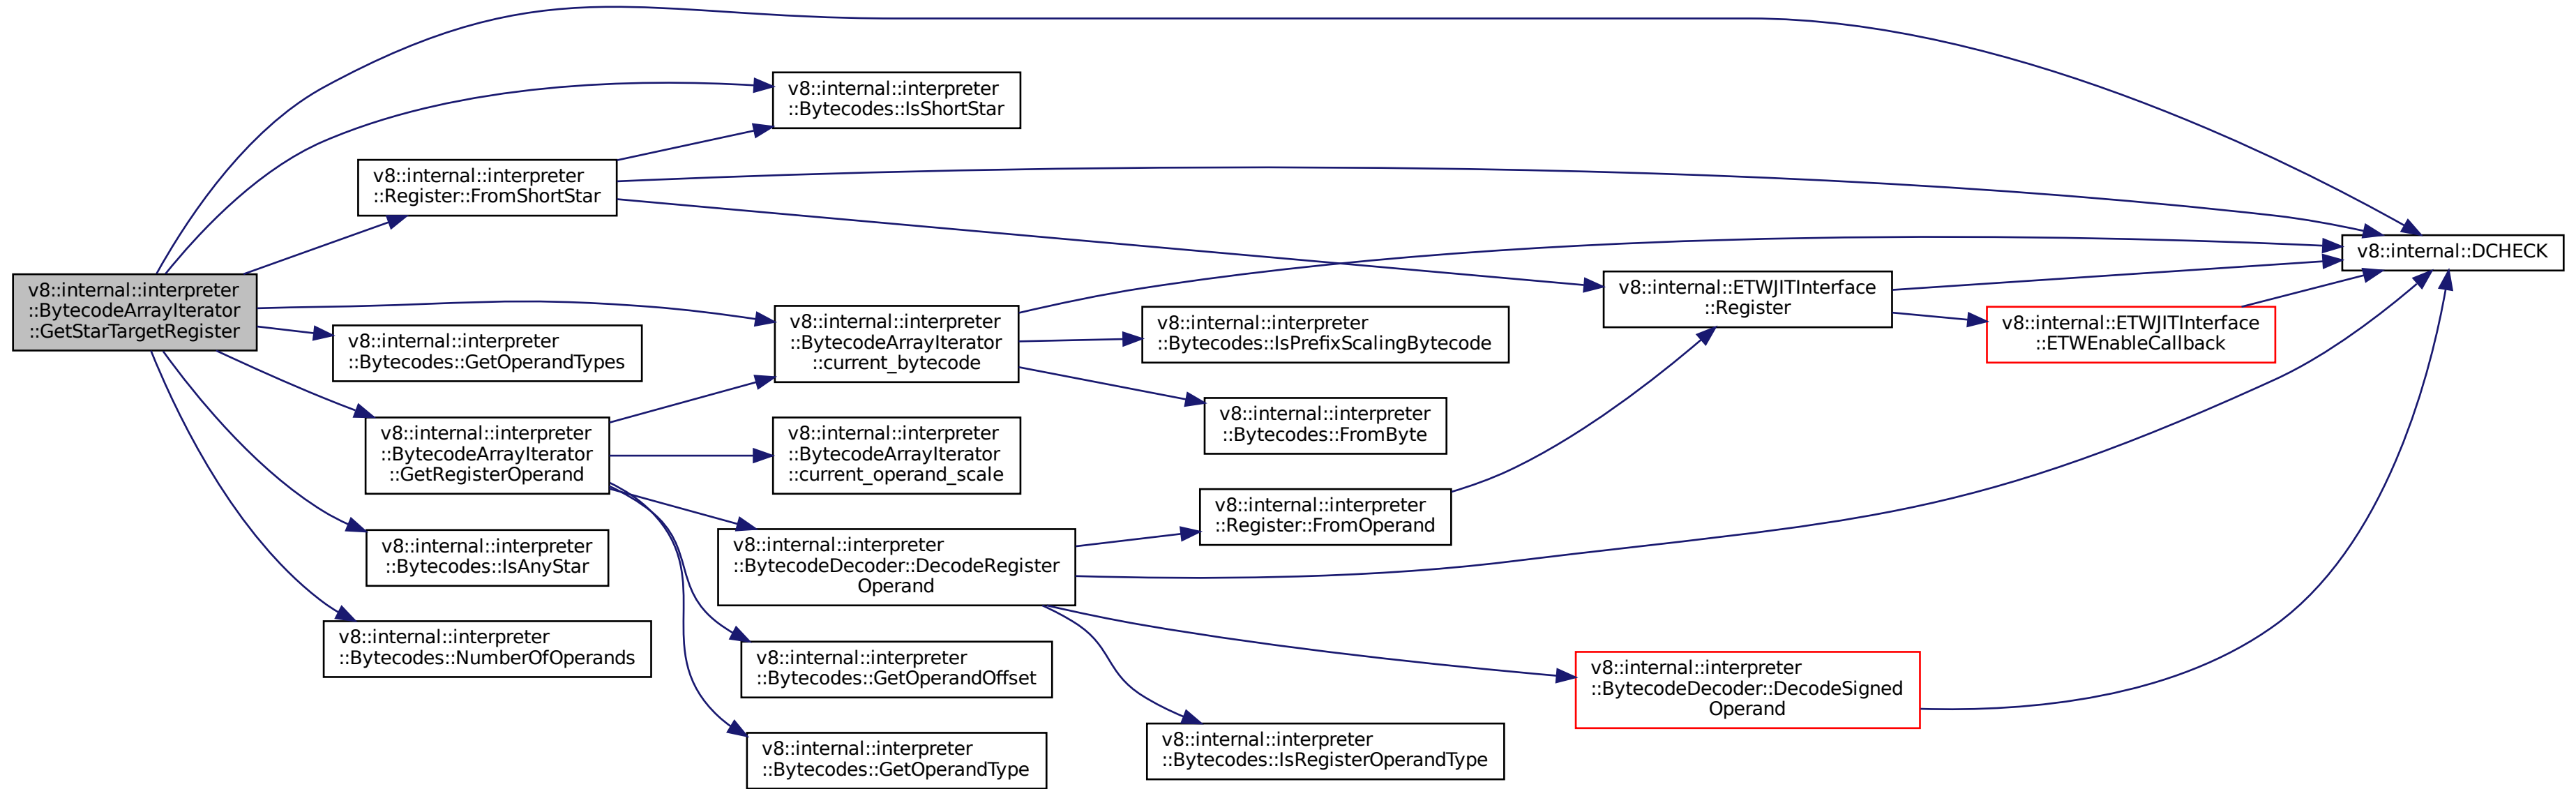 v8::internal::interpreter
::BytecodeArrayIterator
::GetStarTargetRegister
v8::internal::interpreter
::Bytecodes::IsShortStar
v8::internal::interpreter
::Register::FromShortStar
v8::internal::interpreter
::BytecodeArrayIterator
::current_bytecode
v8::internal::interpreter
::Bytecodes::GetOperandTypes
v8::internal::interpreter
::BytecodeArrayIterator
::GetRegisterOperand
v8::internal::interpreter
::BytecodeArrayIterator
::current_operand_scale
v8::internal::interpreter
::Bytecodes::IsAnyStar
v8::internal::interpreter
::Bytecodes::NumberOfOperands
v8::internal::interpreter
::BytecodeDecoder::DecodeRegister
Operand
v8::internal::interpreter
::Bytecodes::GetOperandOffset
v8::internal::interpreter
::Bytecodes::GetOperandType
v8::internal::interpreter
::Bytecodes::IsPrefixScalingBytecode
v8::internal::interpreter
::Bytecodes::FromByte
v8::internal::interpreter
::Register::FromOperand
v8::internal::interpreter
::Bytecodes::IsRegisterOperandType
v8::internal::ETWJITInterface
::Register
v8::internal::interpreter
::BytecodeDecoder::DecodeSigned
Operand
v8::internal::ETWJITInterface
::ETWEnableCallback
v8::internal::DCHECK